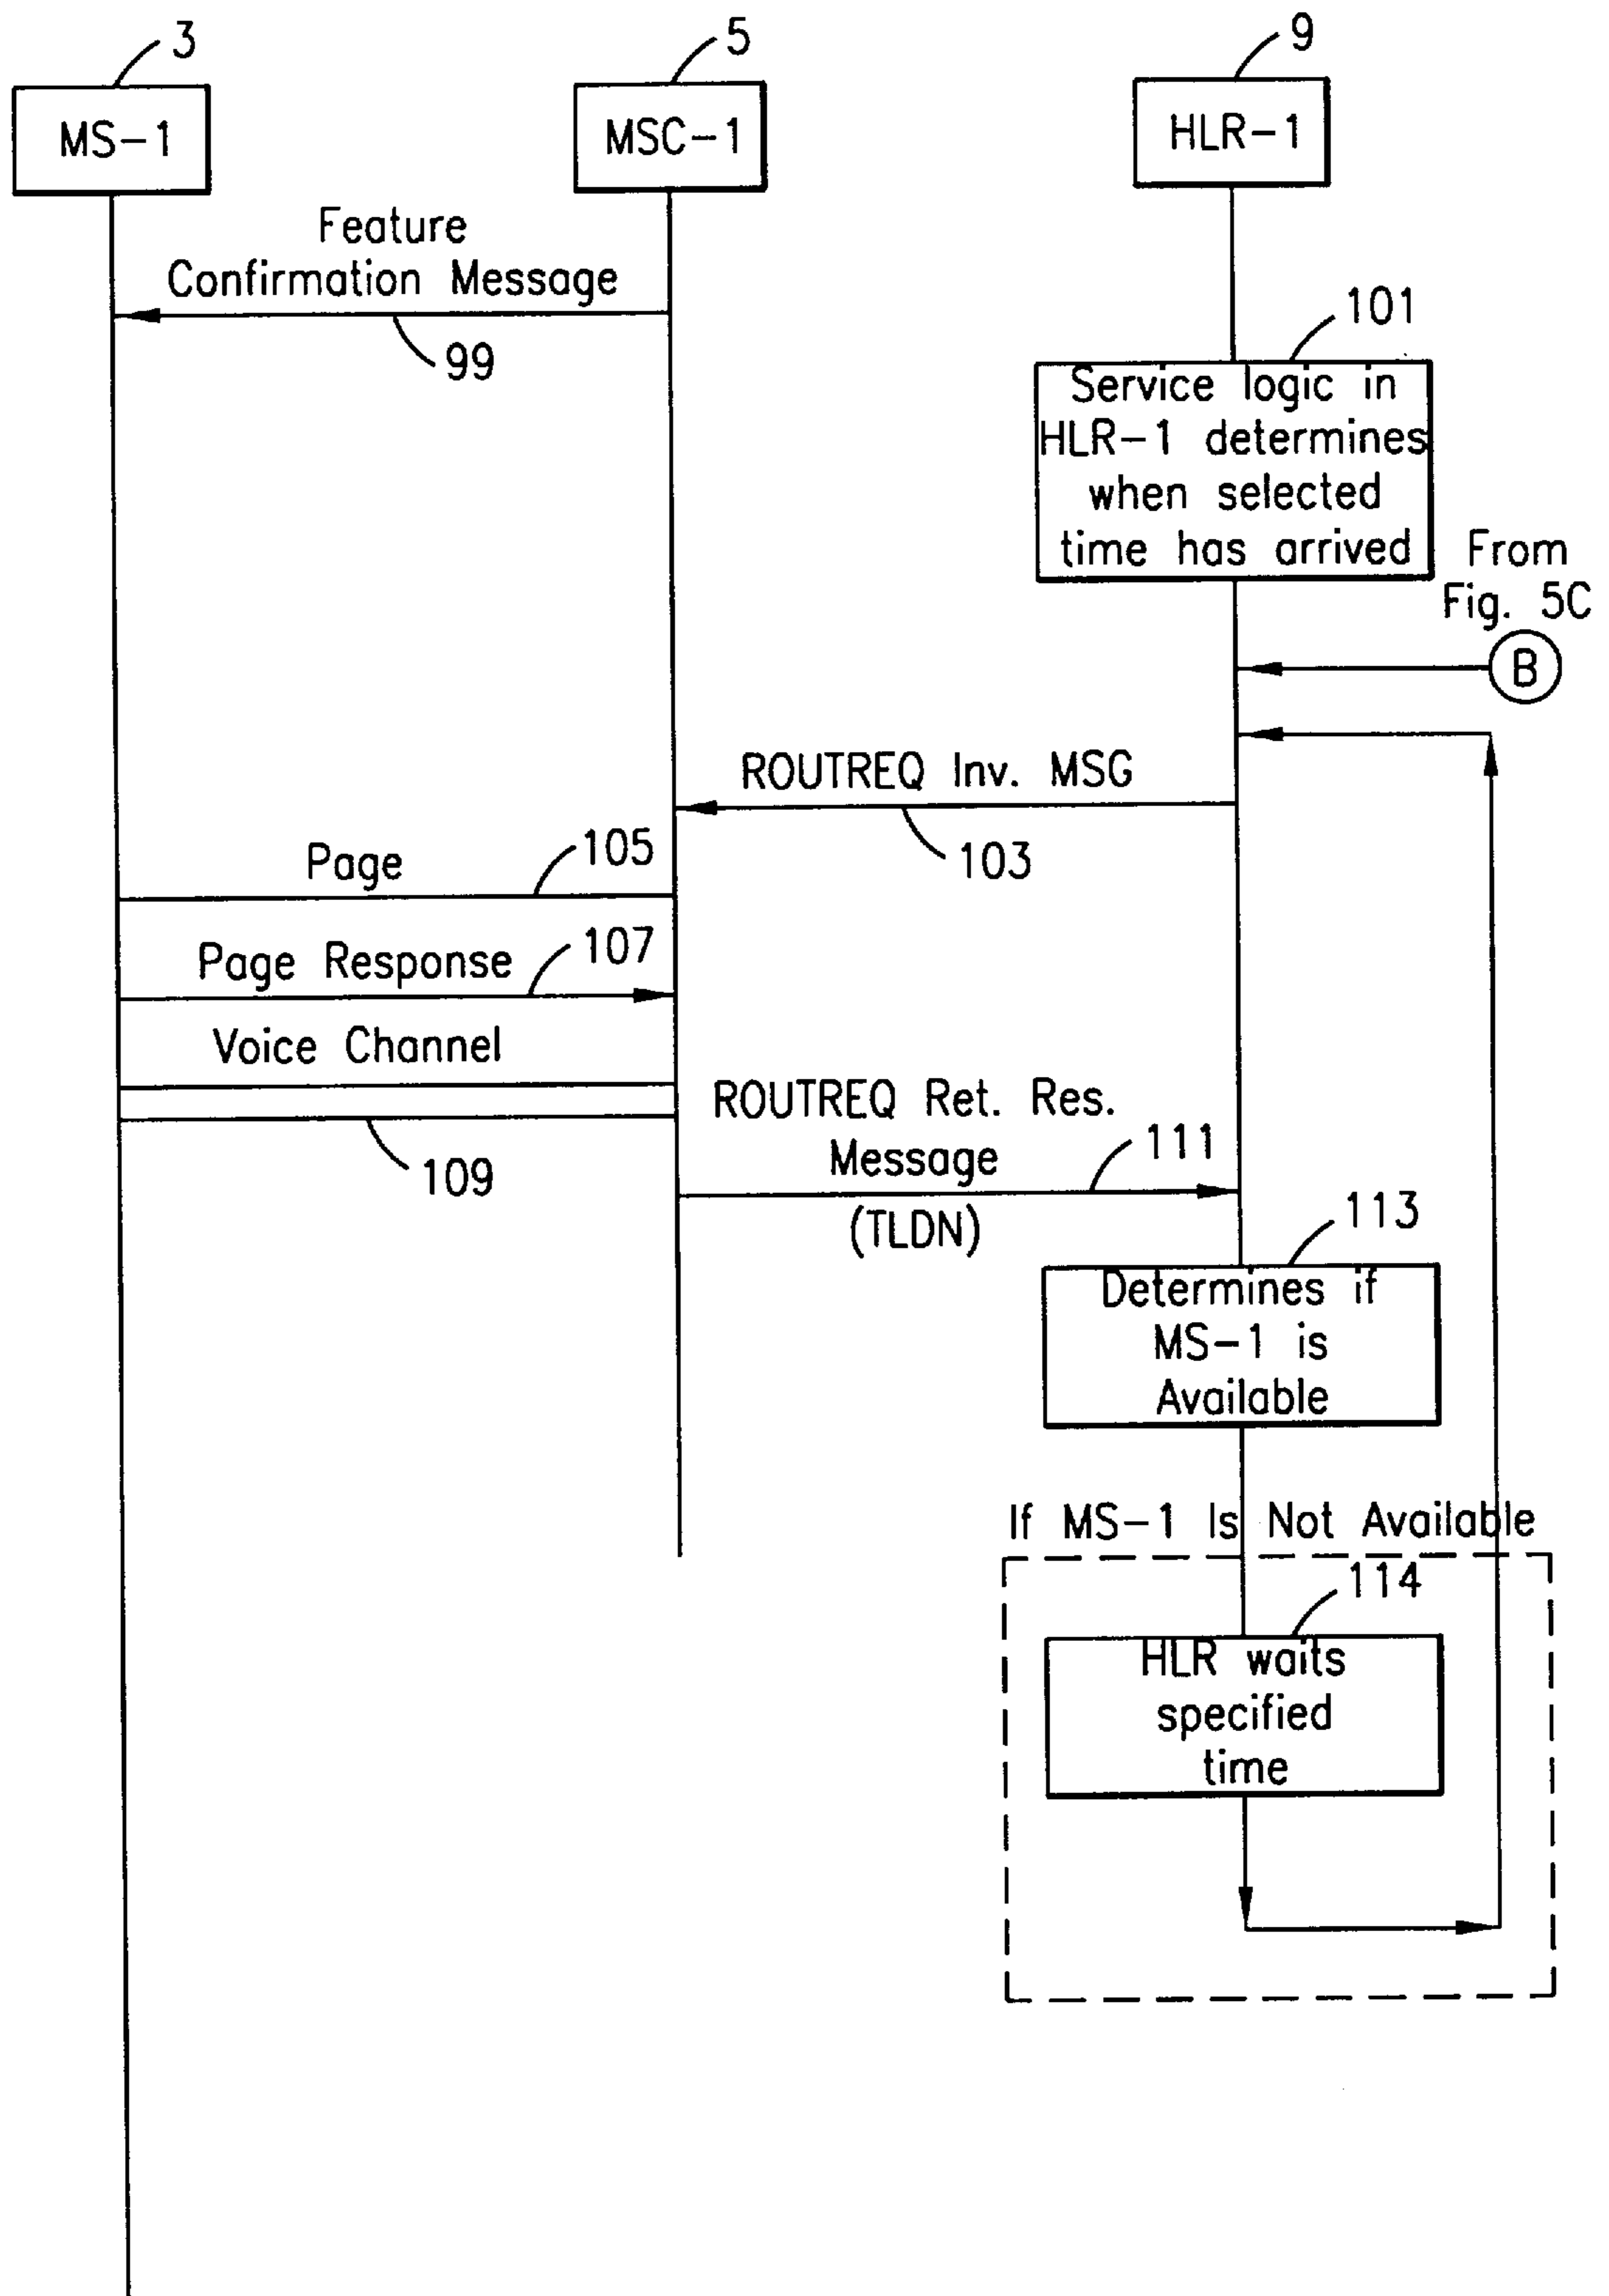 3
5
9
MS-1
MSC-1
HLR-1
Feature
Confirmation Message
99
101
Service logic in
HLR-1 determines
when selected
time has arrived
From
Fig. 5C
B
ROUTREQ Inv. MSG
103
Page
105
Page Response
107
Voice Channel
109
ROUTREQ Ret. Res.
Message
111
(TLDN)
113
Determines if
MS-1 is
Available
If MS-1 Is Not Available
114
HLR waits
specified
time